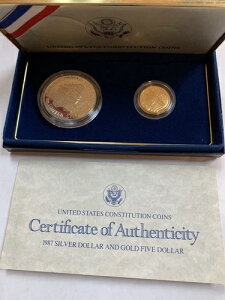 UNITED STATES CONSTITUTION COINS
UNITED STATES CONSTITUTION COINS
Certificate of Authenticity
1987 SILVER DOLLAR AND GOLD FIVE DOLLAR